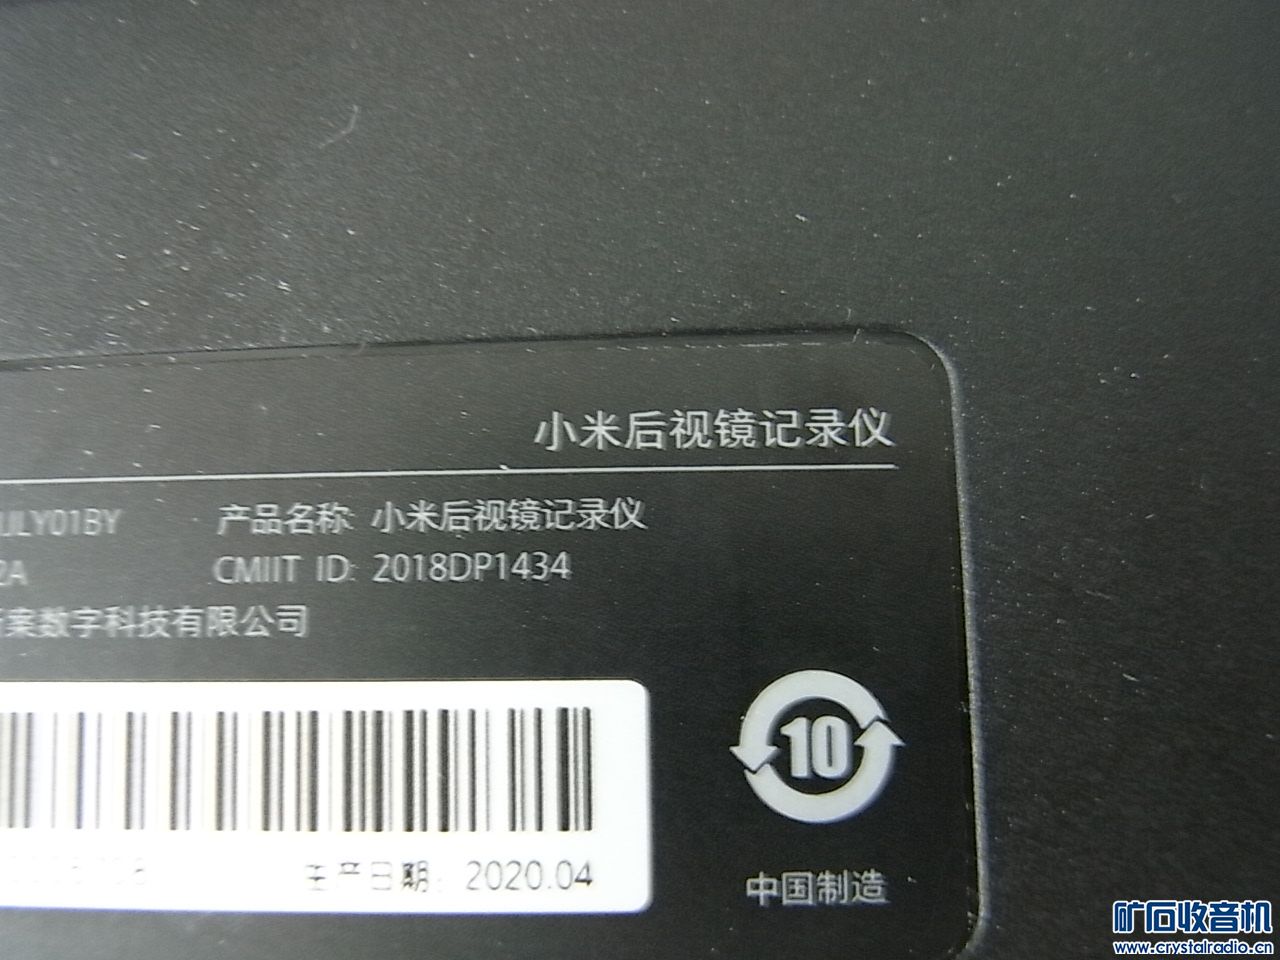 小米后视镜记录仪
JLY01BY 产品名称: 小米后视镜记录仪
2A CMIIT ID: 2018DP1434
莱数字科技有限公司
10
生产日期: 2020.04
中国制造
矿石收音机
www.crystalradio.cn